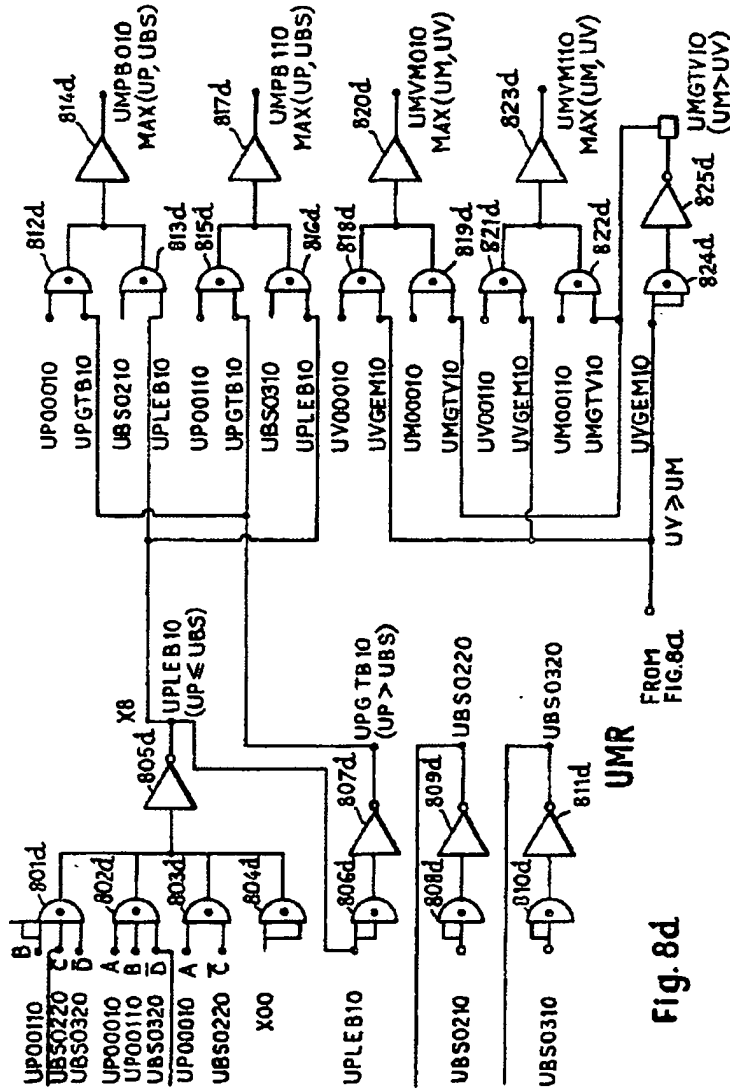 UP00110
B
UBS0220
C̅
UBS0320
D̅
801d
UP00010
A
UP00110
B
UBS0320
D̅
802d
UP00010
A
UBS0220
C̅
803d
X00
804d
805d
X8
UPLEB10
(UP ≤ UBS)
UPLEB10
806d
807d
UPGTB10
(UP > UBS)
UBS0210
808d
809d
UBS0220
UBS0310
810d
811d
UBS0320
UMR
FROM
FIG.8a
UV ≥ UM
UP00010
UPGTB10
812d
UBS0210
UPLEB10
813d
814d
UMPB010
MAX(UP, UBS)
UP00110
UPGTB10
815d
UBS0310
UPLEB10
816d
817d
UMPB110
MAX(UP, UBS)
UV00010
UVGEM10
818d
UM00010
UMGTV10
819d
820d
UMVM010
MAX(UM, UV)
UV00110
UVGEM10
821d
UM00110
UMGTV10
822d
823d
UMVM110
MAX(UM, UV)
UVGEM10
824d
825d
UMGTV10
(UM>UV)
Fig. 8d